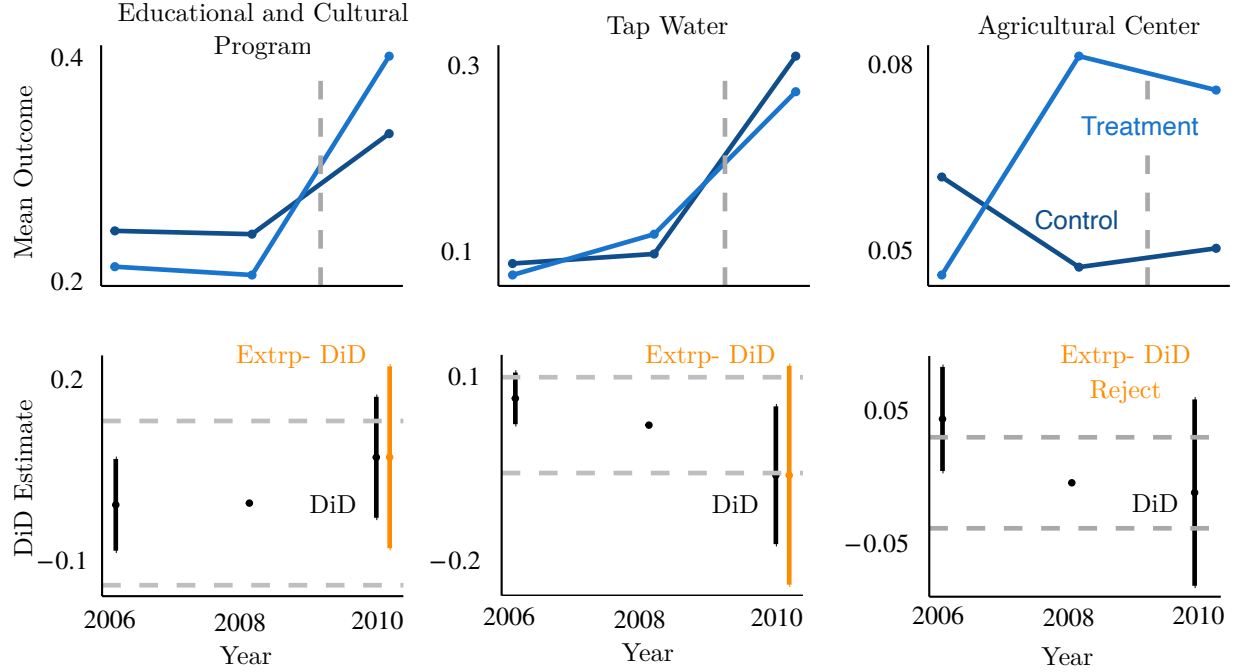 Educational and Cultural
Program
Tap Water
Agricultural Center
Mean Outcome
0.4
0.2
0.3
0.1
0.08
0.05
Treatment
Control
DiD Estimate
Extrp- DiD
0.2
−0.1
DiD
Extrp- DiD
0.1
−0.2
DiD
Extrp- DiD
Reject
0.05
−0.05
DiD
2006 2008 2010
Year
2006 2008 2010
Year
2006 2008 2010
Year